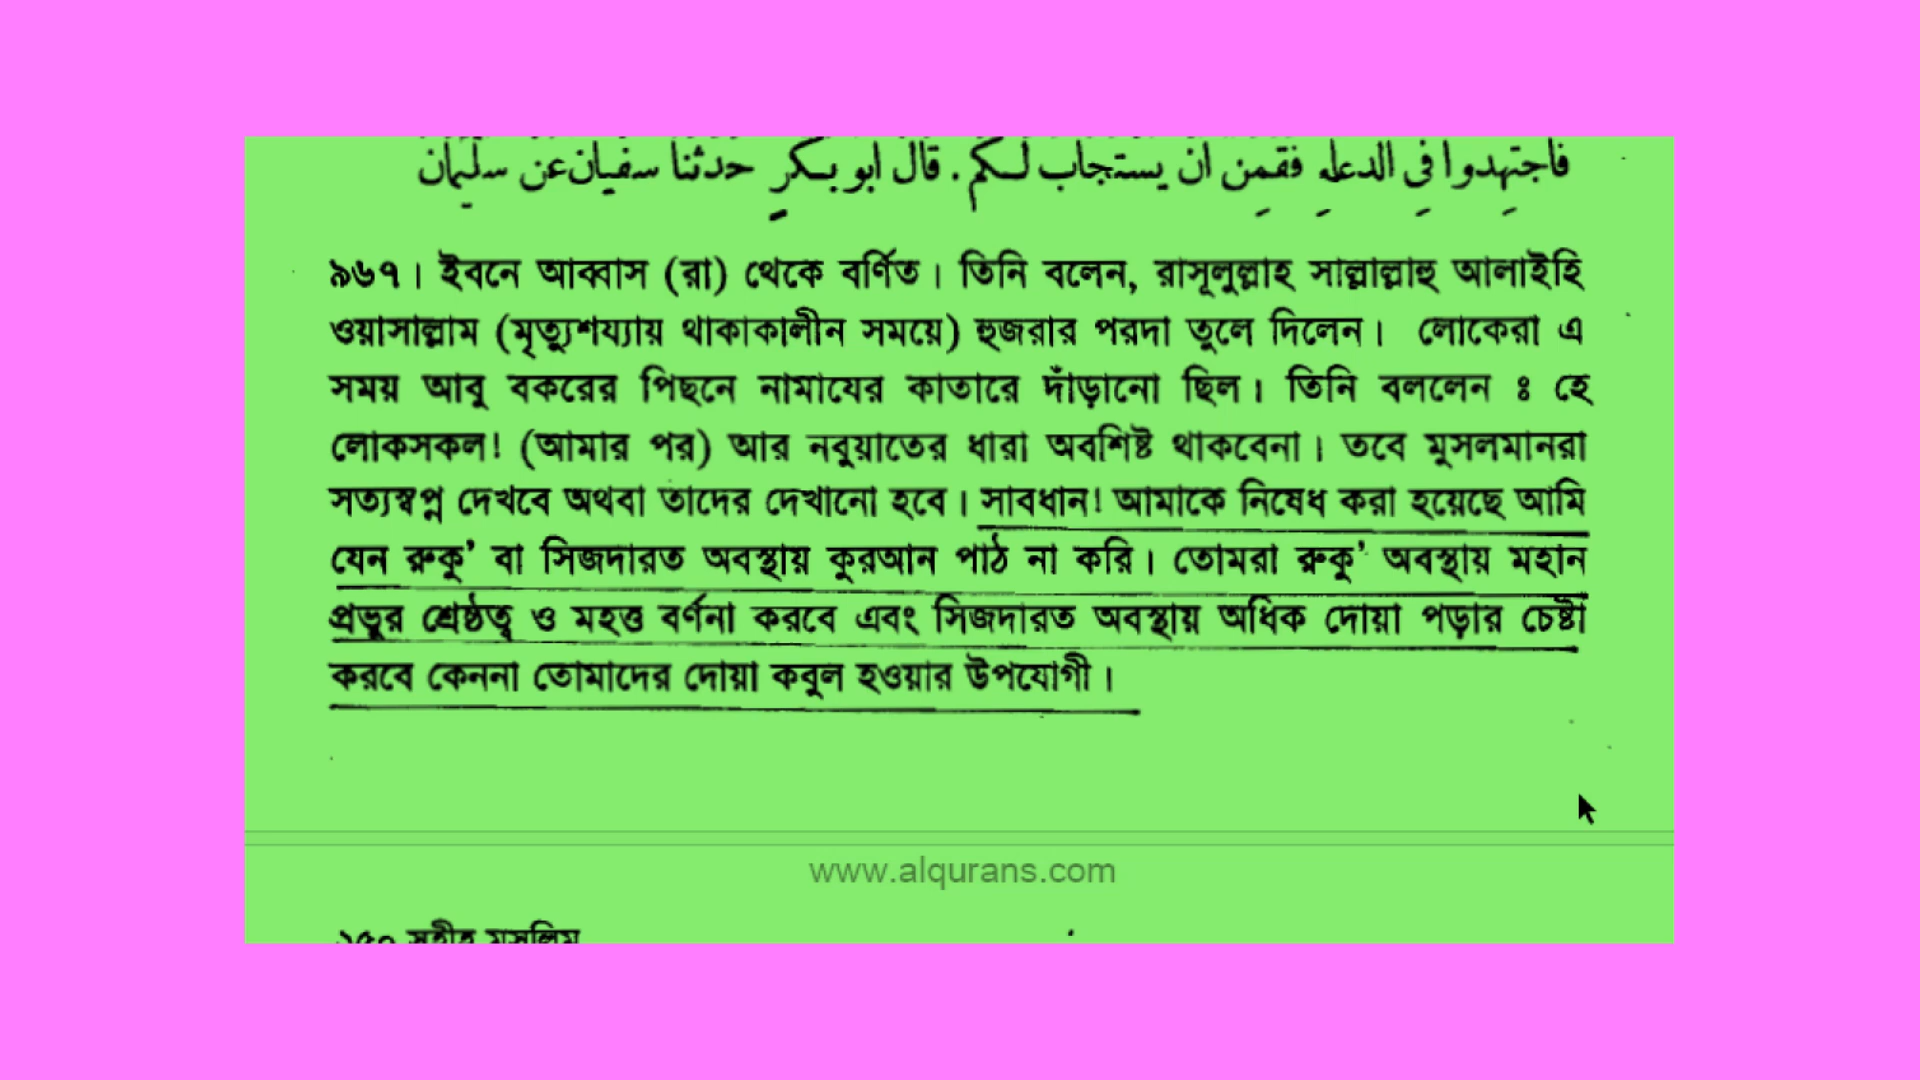 فاجتهدوا في الدعاء فقمن ان يستجاب لكم. قال ابو بكر حدثنا سفيان عن سليمان
৯৬৭। ইবনে আব্বাস (রা) থেকে বর্ণিত। তিনি বলেন, রাসূলুল্লাহ সাল্লাল্লাহু আলাইহি
ওয়াসাল্লাম (মৃত্যুশয্যায় থাকাকালীন সময়ে) হুজরার পরদা তুলে দিলেন। লোকেরা এ
সময় আবু বকরের পিছনে নামাযের কাতারে দাঁড়ানো ছিল। তিনি বললেন ঃ হে
লোকসকল! (আমার পর) আর নবুয়াতের ধারা অবশিষ্ট থাকবেনা। তবে মুসলমানরা
সত্যস্বপ্ন দেখবে অথবা তাদের দেখানো হবে। সাবধান! আমাকে নিষেধ করা হয়েছে আমি
যেন রুকু’ বা সিজদারত অবস্থায় কুরআন পাঠ না করি। তোমরা রুকু’ অবস্থায় মহান
প্রভুর শ্রেষ্ঠত্ব ও মহত্ত বর্ণনা করবে এবং সিজদারত অবস্থায় অধিক দোয়া পড়ার চেষ্টা
করবে কেননা তোমাদের দোয়া কবুল হওয়ার উপযোগী।
www.alqurans.com
২৫০ সহীহ মুসলিম